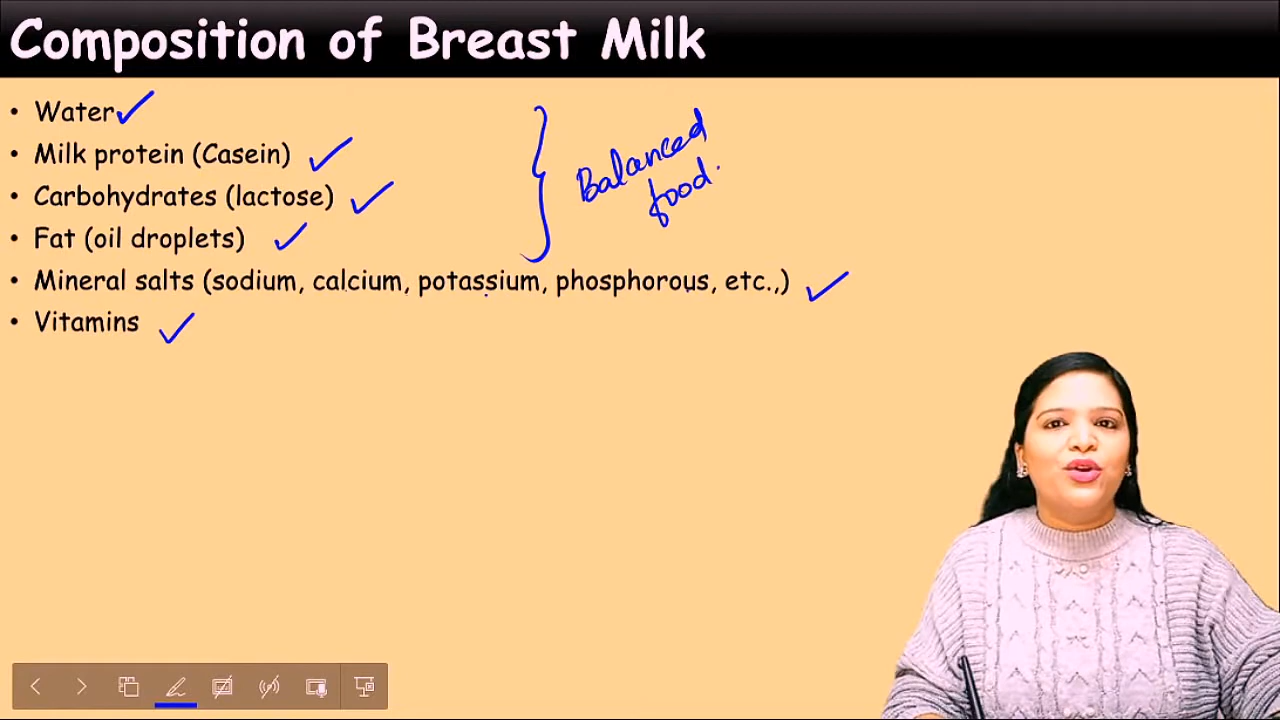 Composition of Breast Milk
• Water
• Milk protein (Casein)
• Carbohydrates (lactose)
• Fat (oil droplets)
• Mineral salts (sodium, calcium, potassium, phosphorous, etc.,)
• Vitamins
Balanced
food.